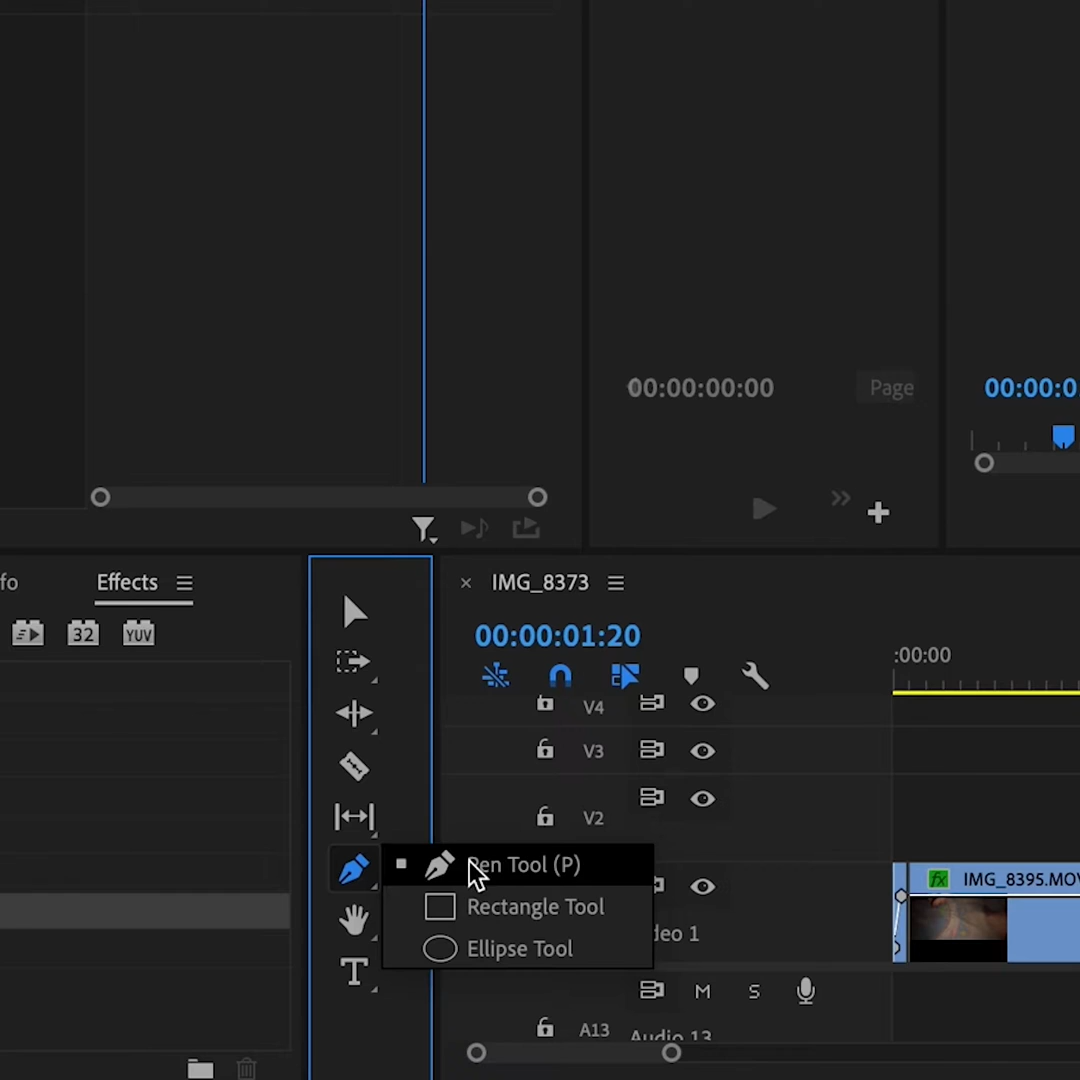 00:00:00:00
Page
00:00:0
fo
Effects
32
YUV
IMG_8373
00:00:01:20
:00:00
V4
V3
V2
Pen Tool (P)
Rectangle Tool
Ellipse Tool
fx IMG_8395.MOV
deo 1
T
M S
A13 Audio 13